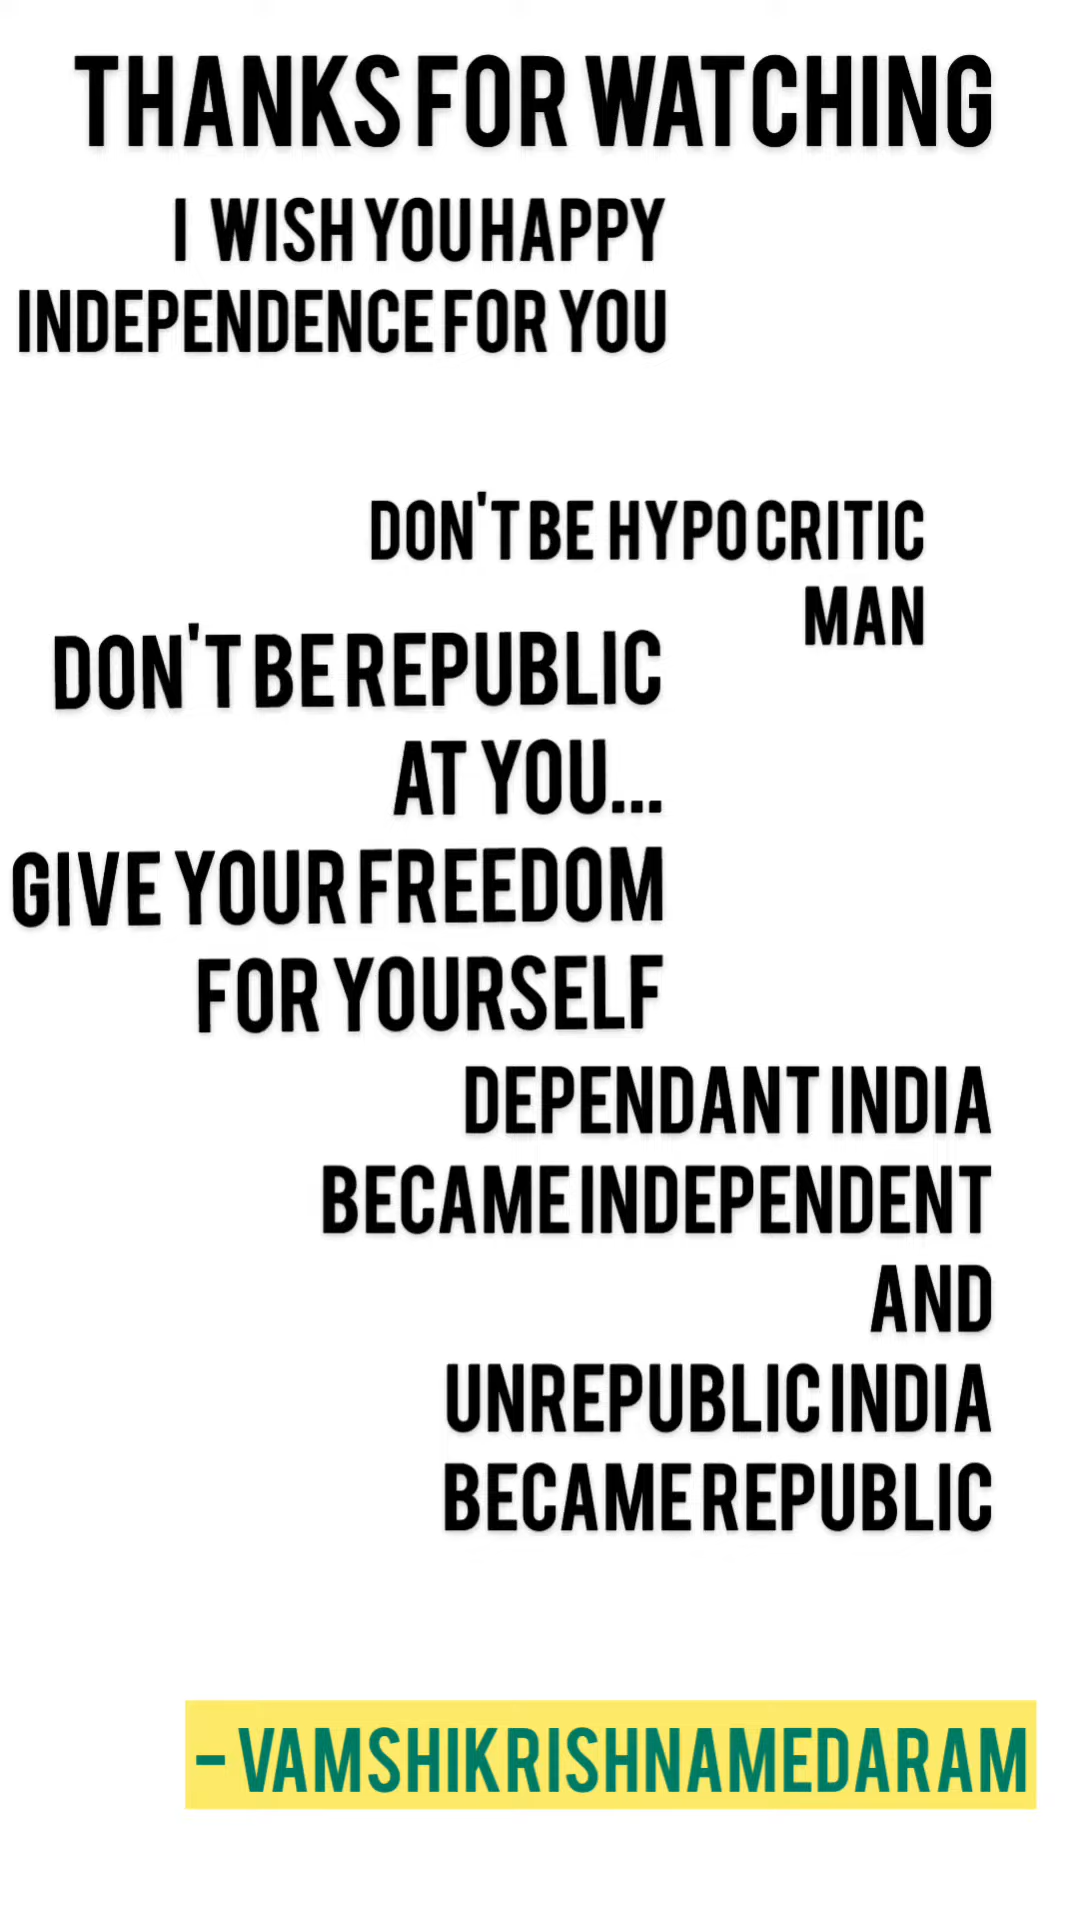 THANKS FOR WATCHING
I WISH YOU HAPPY
INDEPENDENCE FOR YOU
DON'T BE HYPOCRITIC
MAN
DON'T BE REPUBLIC
AT YOU...
GIVE YOUR FREEDOM
FOR YOURSELF
DEPENDANT INDIA
BECAME INDEPENDENT
AND
UNREPUBLIC INDIA
BECAME REPUBLIC
- VAMSHIKRISHNAMEDARAM